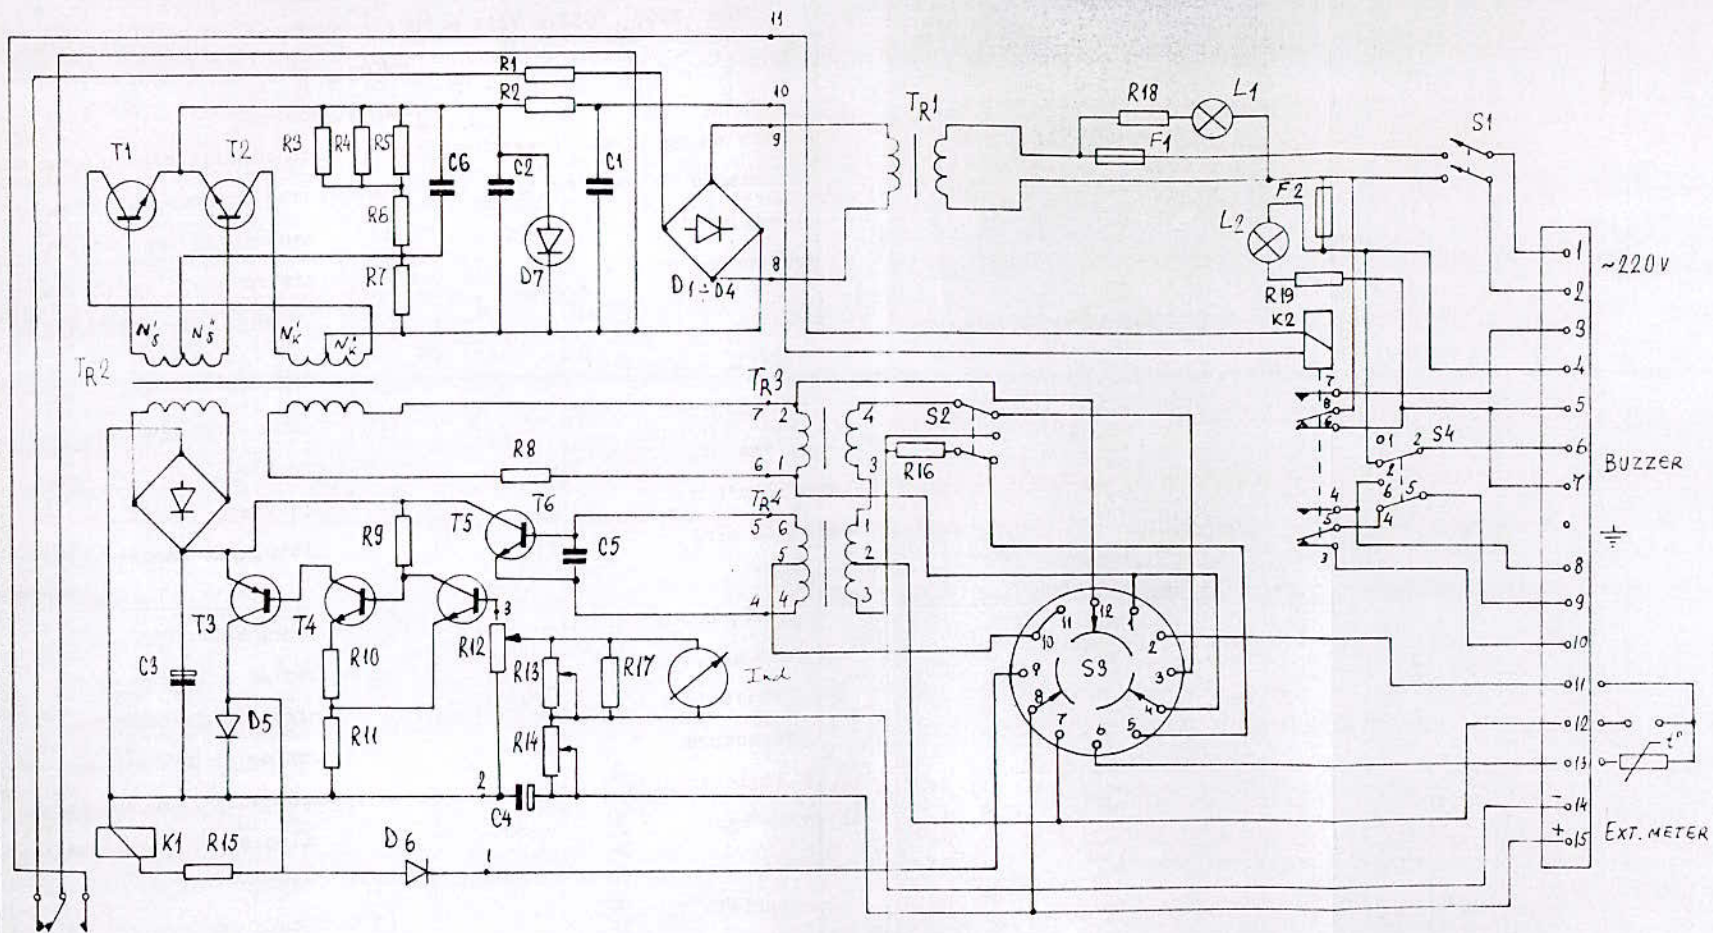 11
R1
R2
10
9
TR1
R18
L1
F1
S1
T1
T2
R3
R4
R5
C6
C2
C1
R6
R7
D7
D1÷D4
8
F2
L2
R19
K2
1
~220V
2
3
4
5
6
BUZZER
7
8
9
10
11
12
13
t°
- 14
+ 15
EXT. METER
TR2
TR3
7
2
4
S2
R8
6
1
3
R16
T6
TR4
T5
5
6
1
R9
C5
5
2
4
4
3
7
8
6
1
2
S4
2
4
6
5
5
4
3
T3
T4
3
R12
R13
R17
Ind
C3
R10
D5
R11
R14
2
C4
K1
R15
D6
1
12
1
11
10
2
9
S3
3
8
4
7
6
5